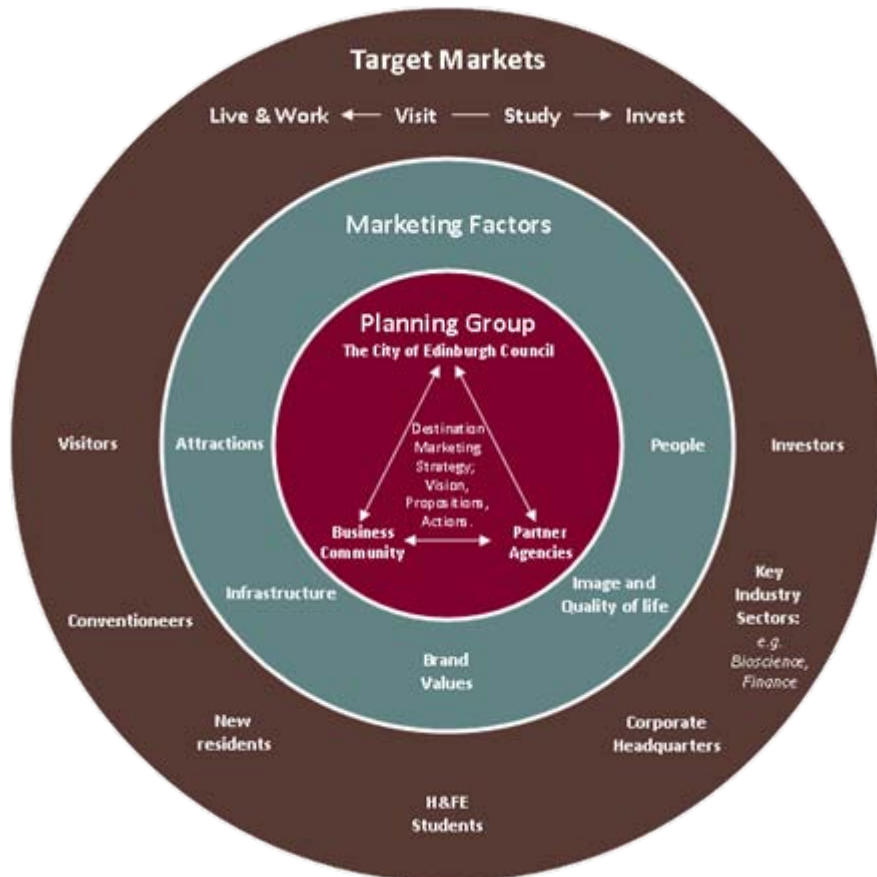 Target Markets
Live & Work Visit Study Invest
Marketing Factors
Planning Group
The City of Edinburgh Council
Destination
Marketing
Strategy;
Vision,
Propositions,
Actions.
Business
Community
Partner
Agencies
Visitors
Attractions
People
Investors
Infrastructure
Image and
Quality of life
Conventioneers
Key
Industry
Sectors:
e.g.
Bioscience,
Finance
Brand
Values
New
residents
Corporate
Headquarters
H&FE
Students